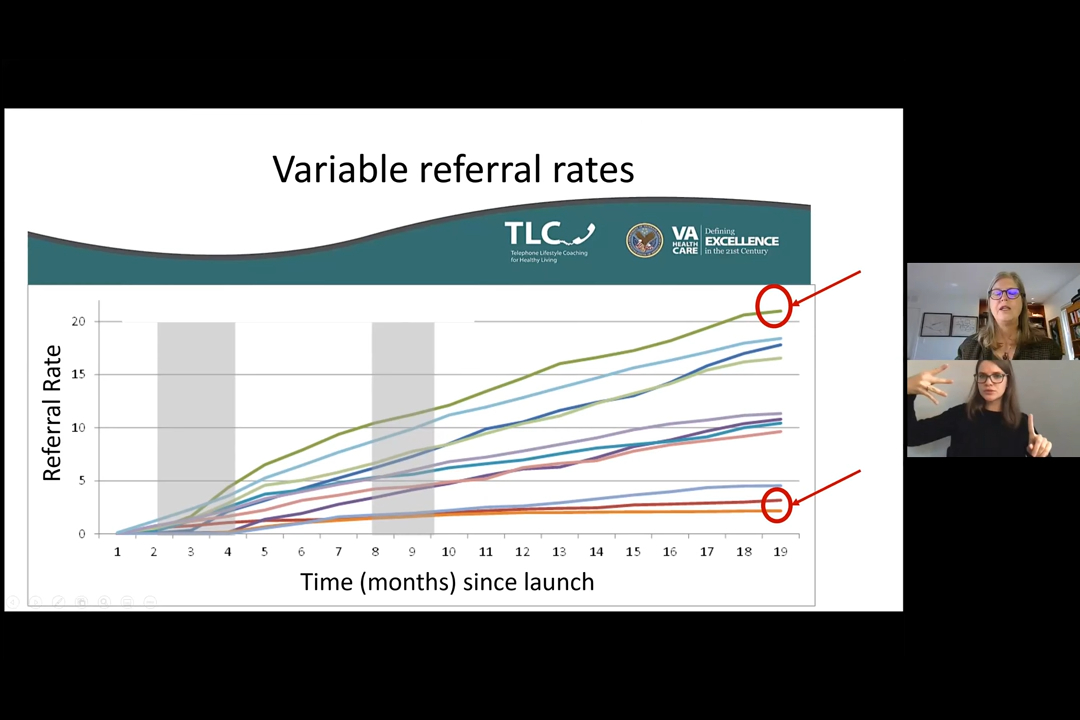 Variable referral rates
TLC
Telephone Lifestyle Coaching
for Healthy Living
VA
HEALTH
CARE
Defining
EXCELLENCE
in the 21st Century
Referral Rate
20
15
10
5
0
1 2 3 4 5 6 7 8 9 10 11 12 13 14 15 16 17 18 19
Time (months) since launch